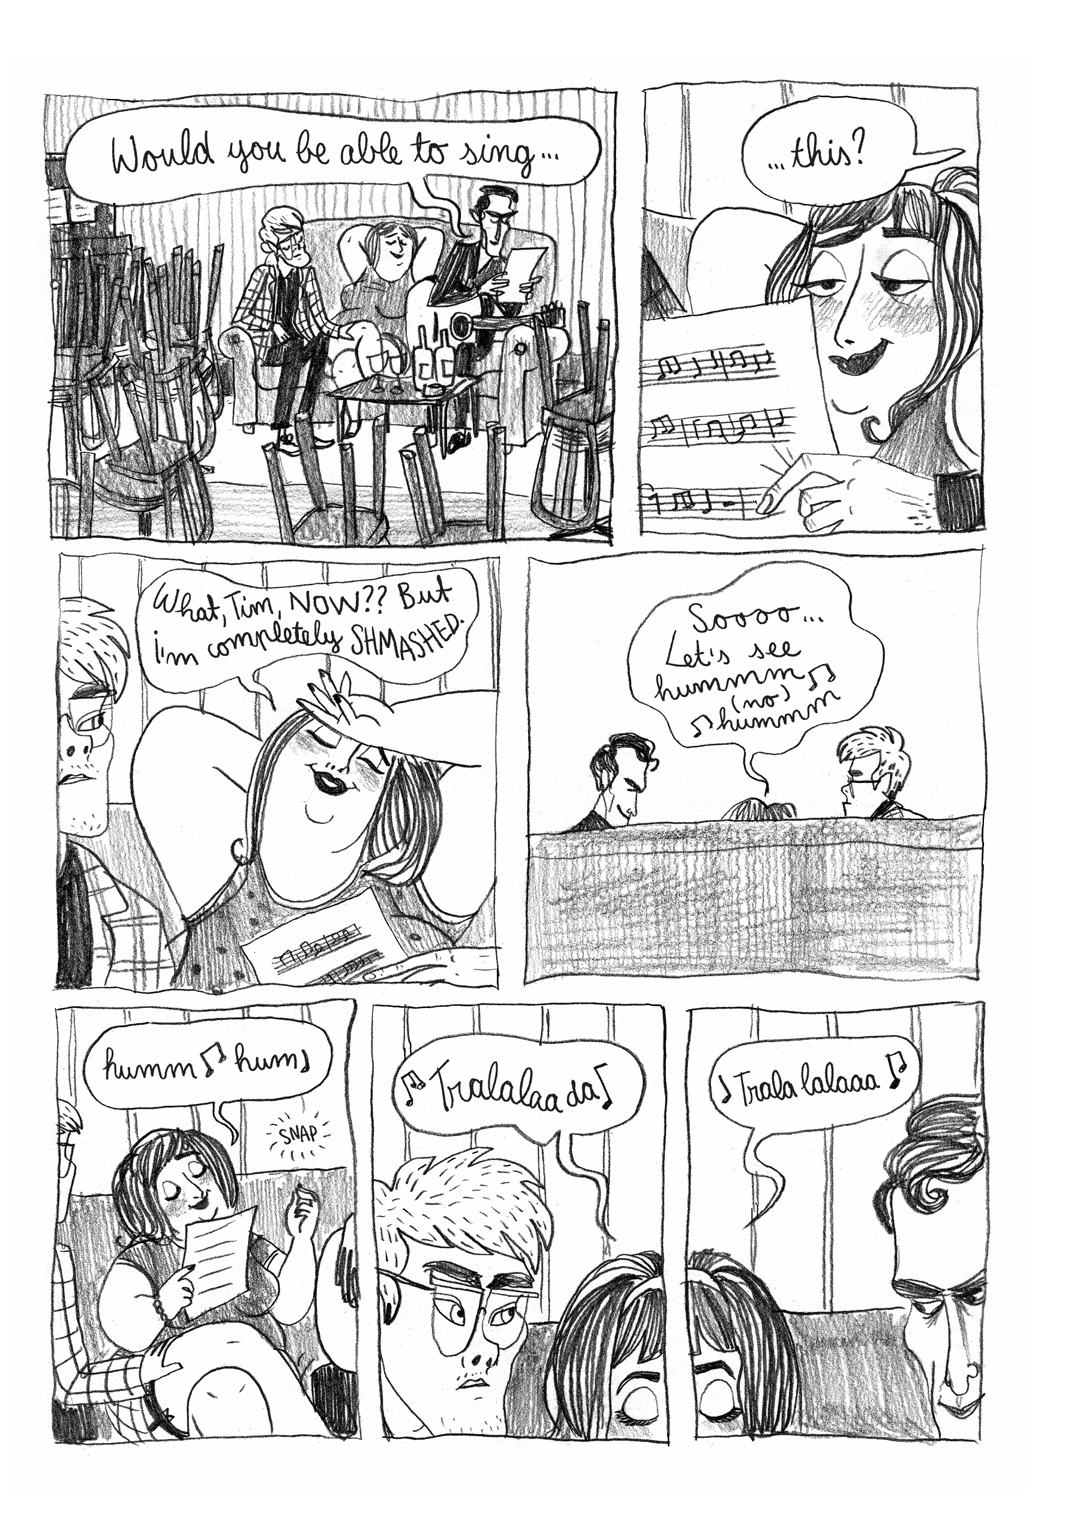 Would you be able to sing...
...this?
What, Tim, NOW?? But
i'm completely SHMASHED.
Soooo...
Let's see
hummmm
(no)
hummm
humm hum
SNAP
Tralalaa da
Trala lalaaa